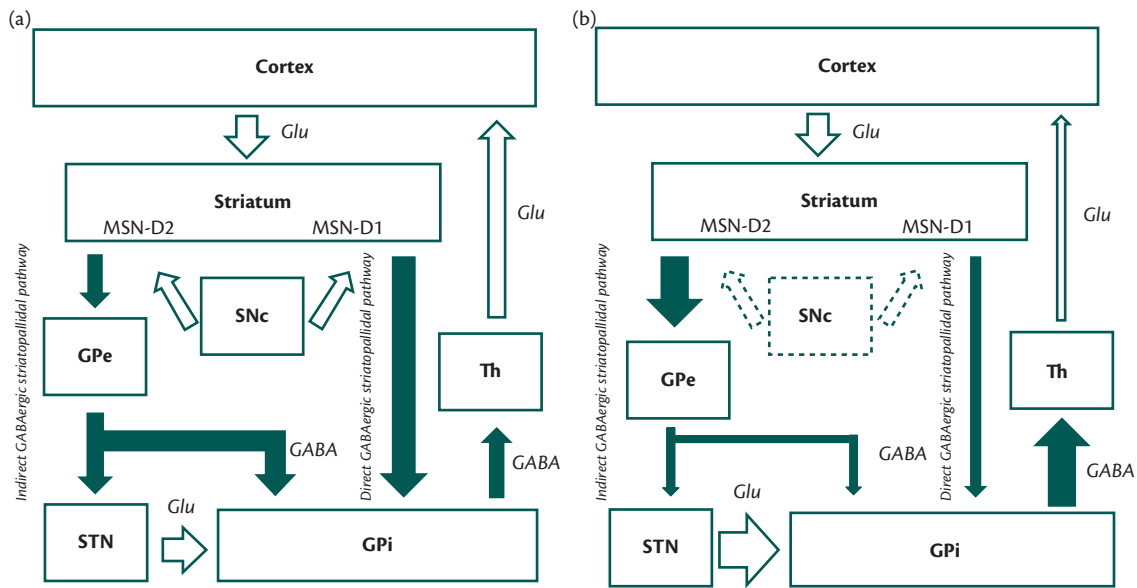 (a)
Cortex
Glu
Striatum
MSN-D2
MSN-D1
Glu
Indirect GABAergic striatopallidal pathway
SNc
Direct GABAergic striatopallidal pathway
GPe
Th
GABA
GABA
STN
Glu
GPi
(b)
Cortex
Glu
Striatum
MSN-D2
MSN-D1
Glu
Indirect GABAergic striatopallidal pathway
SNc
Direct GABAergic striatopallidal pathway
GPe
Th
GABA
GABA
STN
Glu
GPi